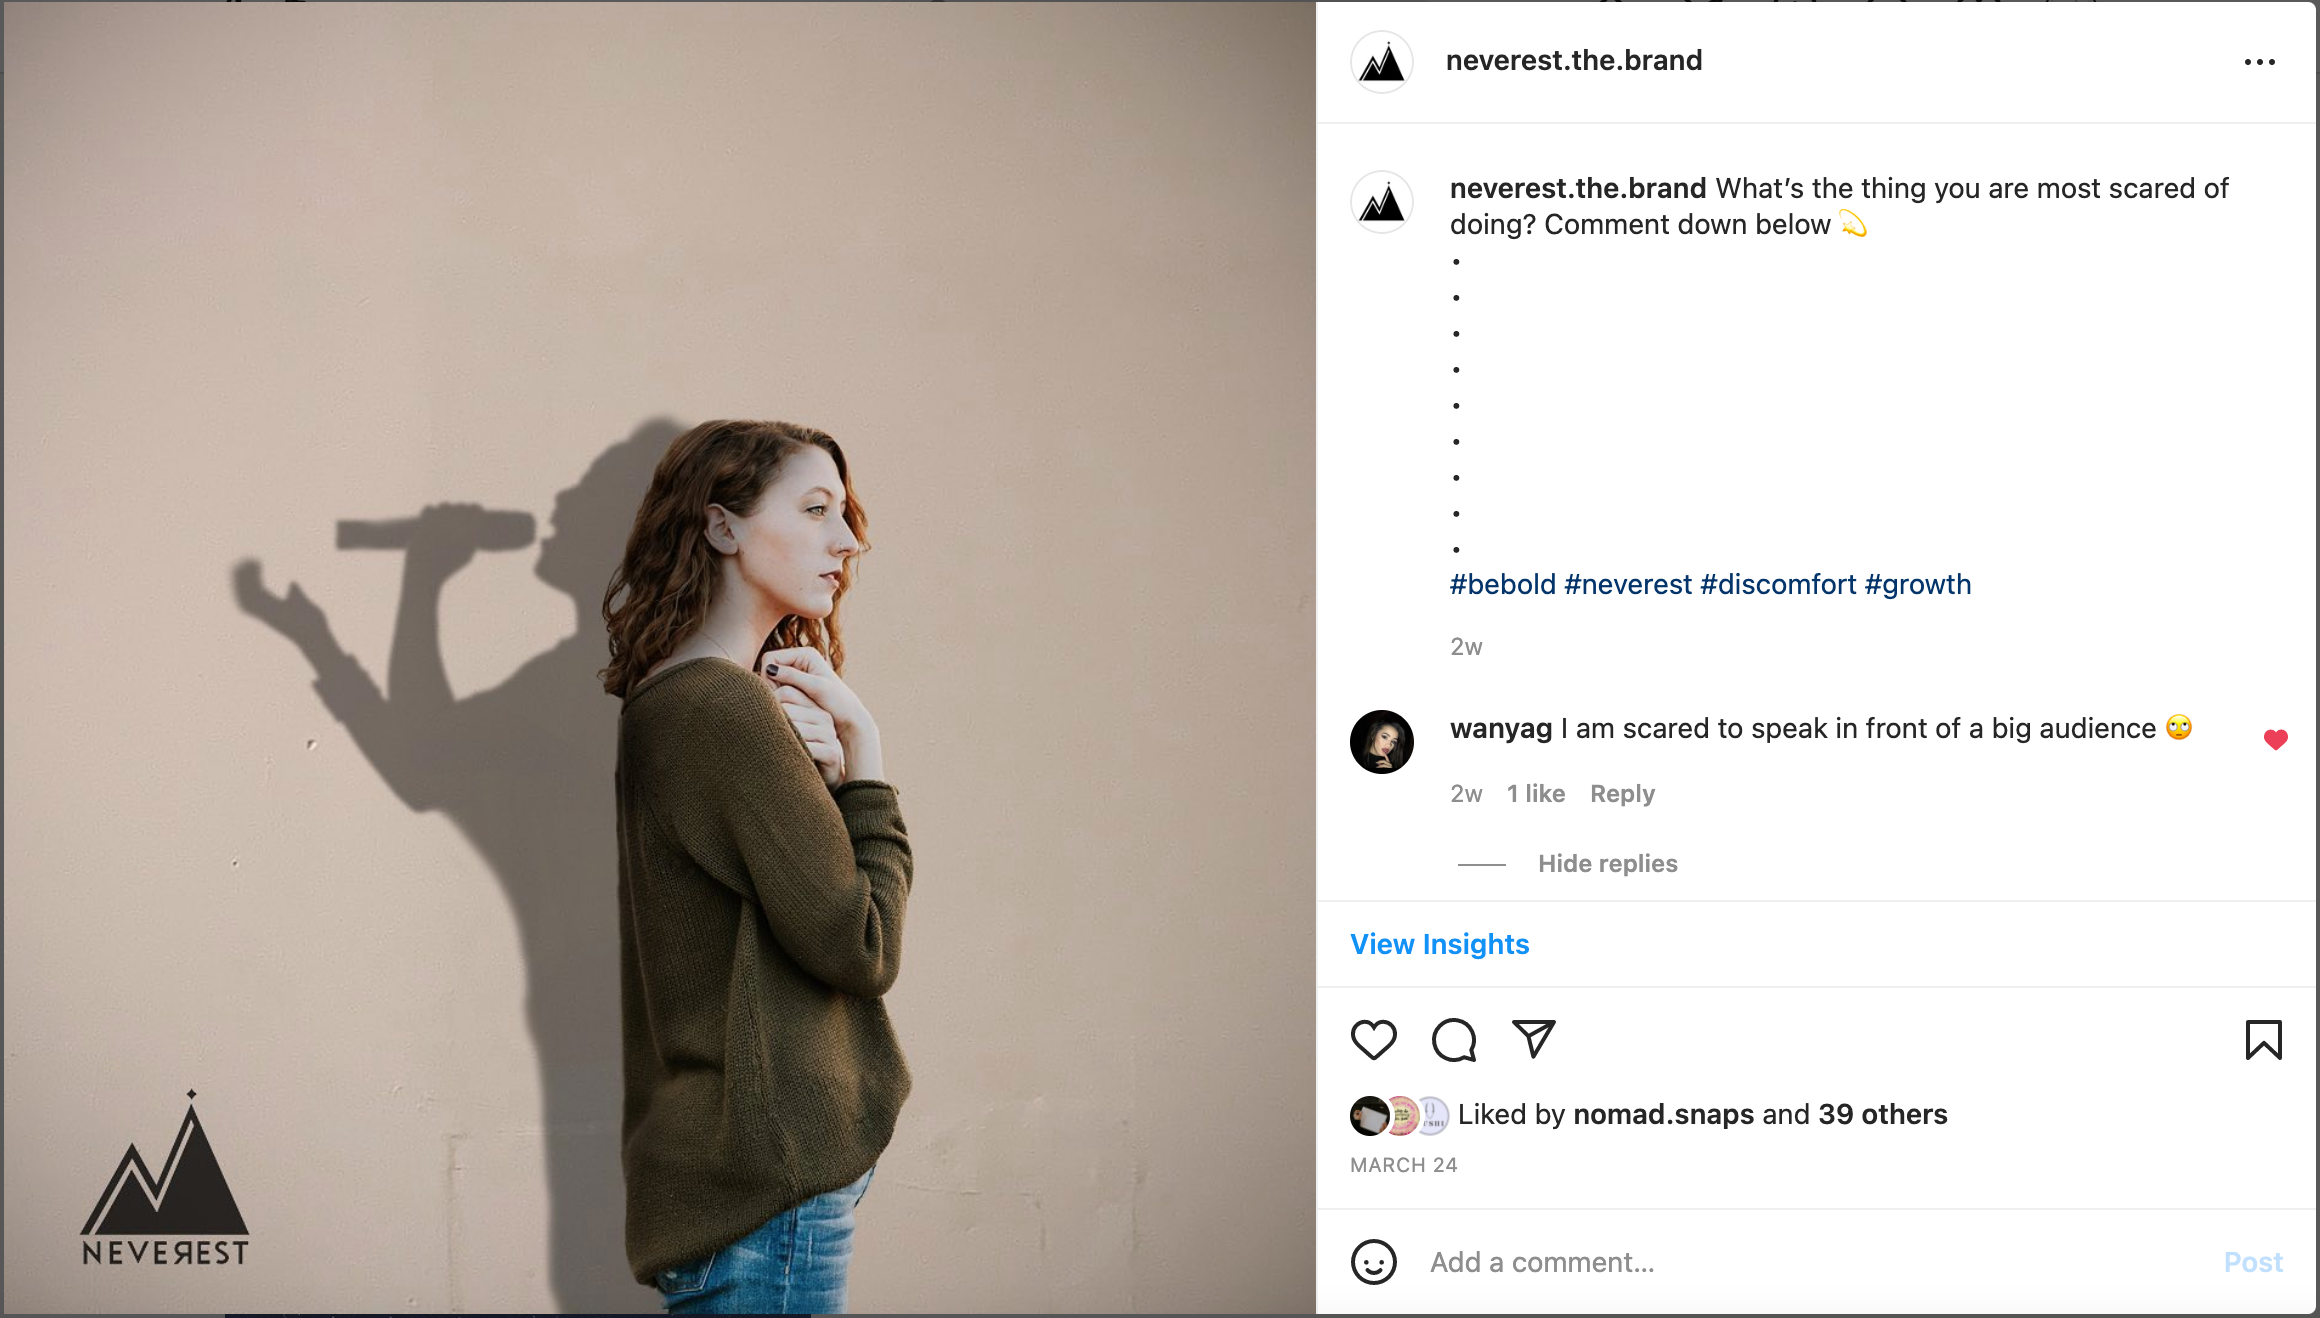 neverest.the.brand
neverest.the.brand What’s the thing you are most scared of
doing? Comment down below 💫
•
•
•
•
•
•
•
•
•
#bebold #neverest #discomfort #growth
2w
wanyag I am scared to speak in front of a big audience 🙄
2w 1 like Reply
Hide replies
View Insights
Liked by nomad.snaps and 39 others
MARCH 24
Add a comment... Post
NEVEЯEST